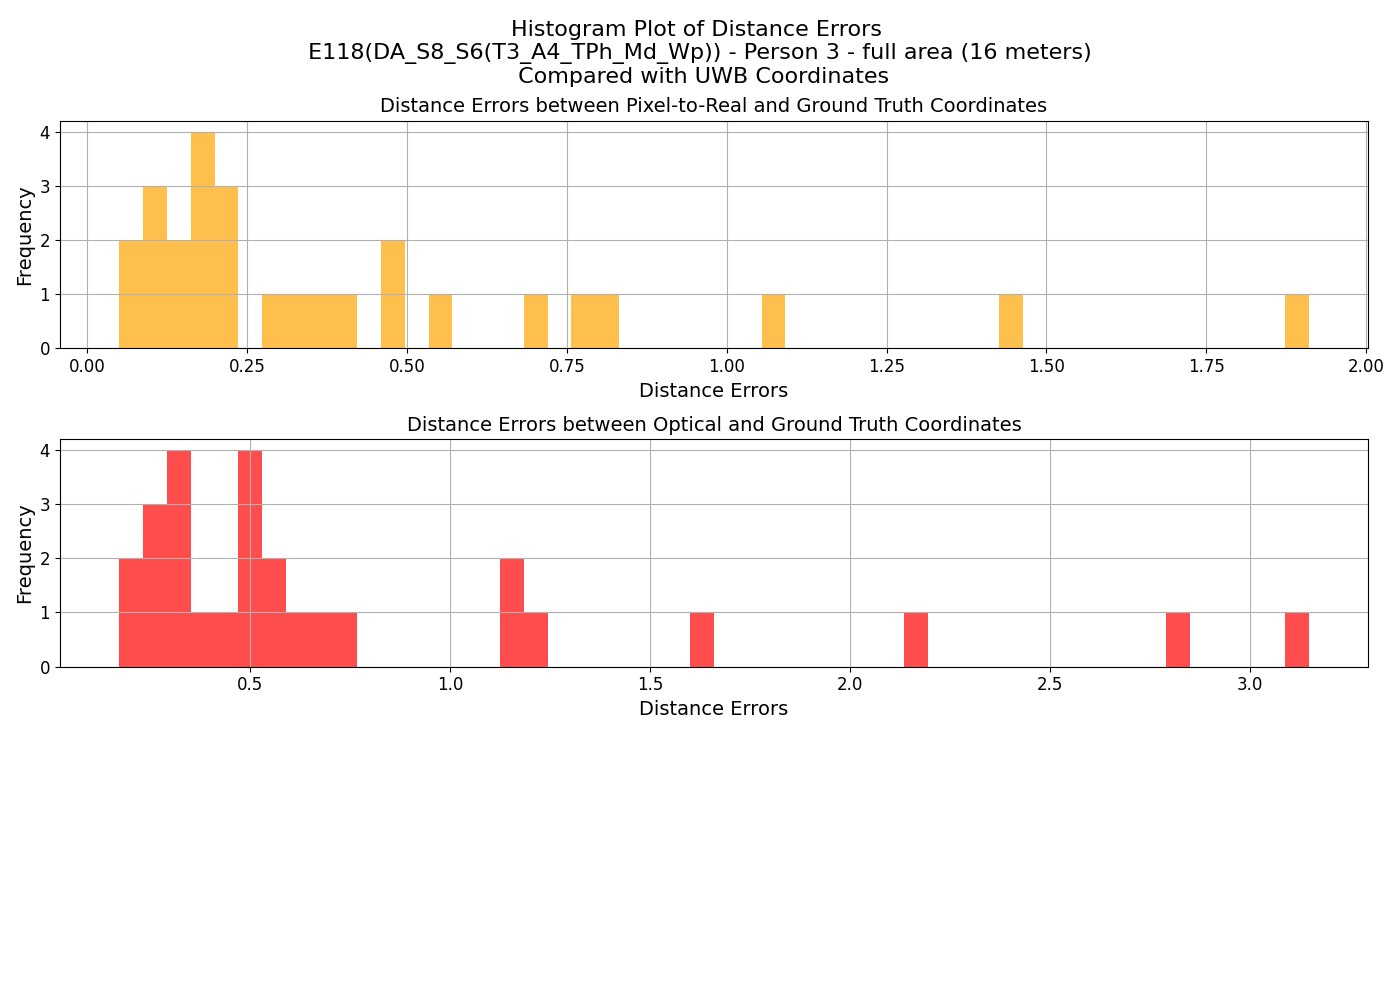 Histogram Plot of Distance Errors
E118(DA_S8_S6(T3_A4_TPh_Md_Wp)) - Person 3 - full area (16 meters)
Compared with UWB Coordinates
Distance Errors between Pixel-to-Real and Ground Truth Coordinates
Frequency
4
3
2
1
0
0.00 0.25 0.50 0.75 1.00 1.25 1.50 1.75 2.00
Distance Errors
Distance Errors between Optical and Ground Truth Coordinates
Frequency
4
3
2
1
0
0.5 1.0 1.5 2.0 2.5 3.0
Distance Errors